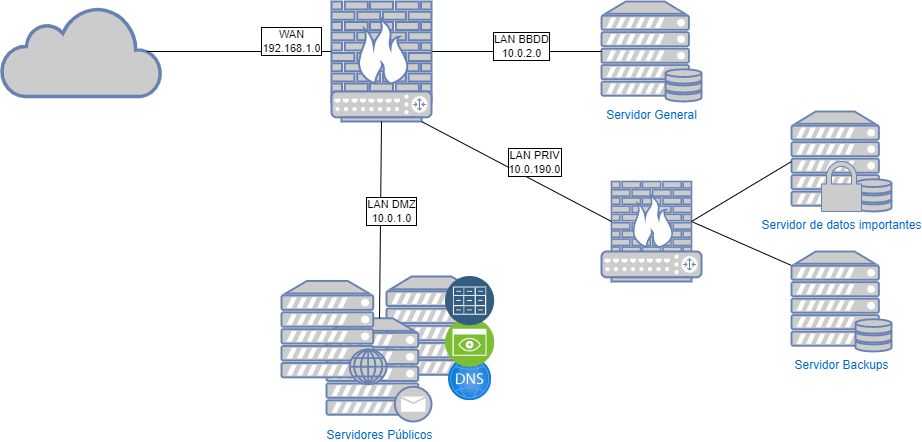 WAN
192.168.1.0
LAN BBDD
10.0.2.0
Servidor General
LAN PRIV
10.0.190.0
LAN DMZ
10.0.1.0
Servidor de datos importantes
DNS
Servidor Backups
Servidores Públicos